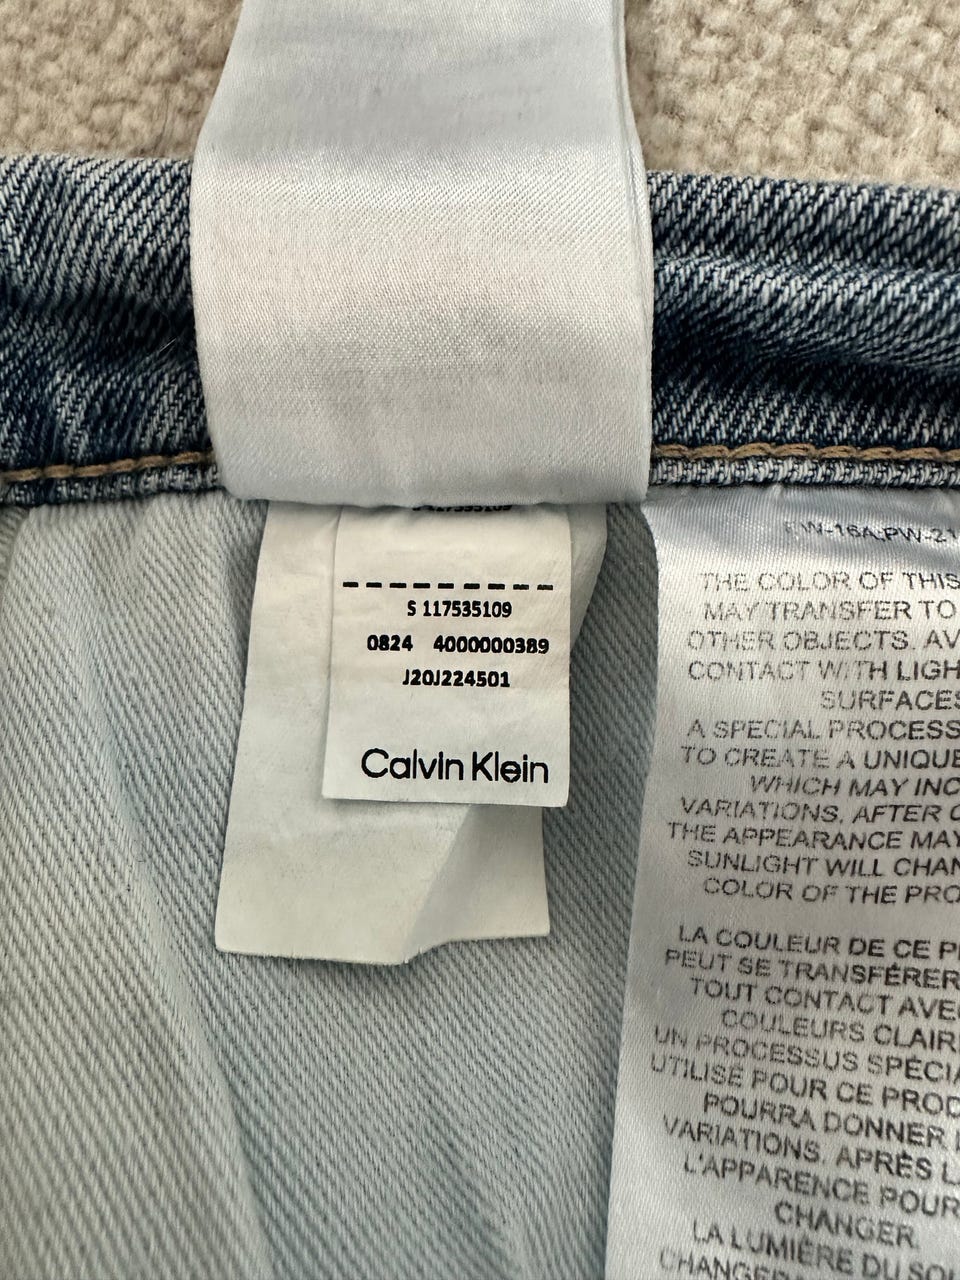 S 117535109
0824 4000000389
J20J224501
Calvin Klein
THE COLOR OF THIS
MAY TRANSFER TO
OTHER OBJECTS. AV
CONTACT WITH LIGH
SURFACES
A SPECIAL PROCESS
TO CREATE A UNIQUE
WHICH MAY INC
VARIATIONS, AFTER
THE APPEARANCE MAY
SUNLIGHT WILL CHAN
COLOR OF THE PRO
LA COULEUR DE CE P
PEUT SE TRANSFÉRER
TOUT CONTACT AVE
COULEURS CLAIR
UN PROCESSUS SPÉCIA
UTILISÉ POUR CE PROD
POURRA DONNER
VARIATIONS. APRÈS L
L'APPARENCE POUR
CHANGER.
LA LUMIÈRE DU SOL
CHANGER